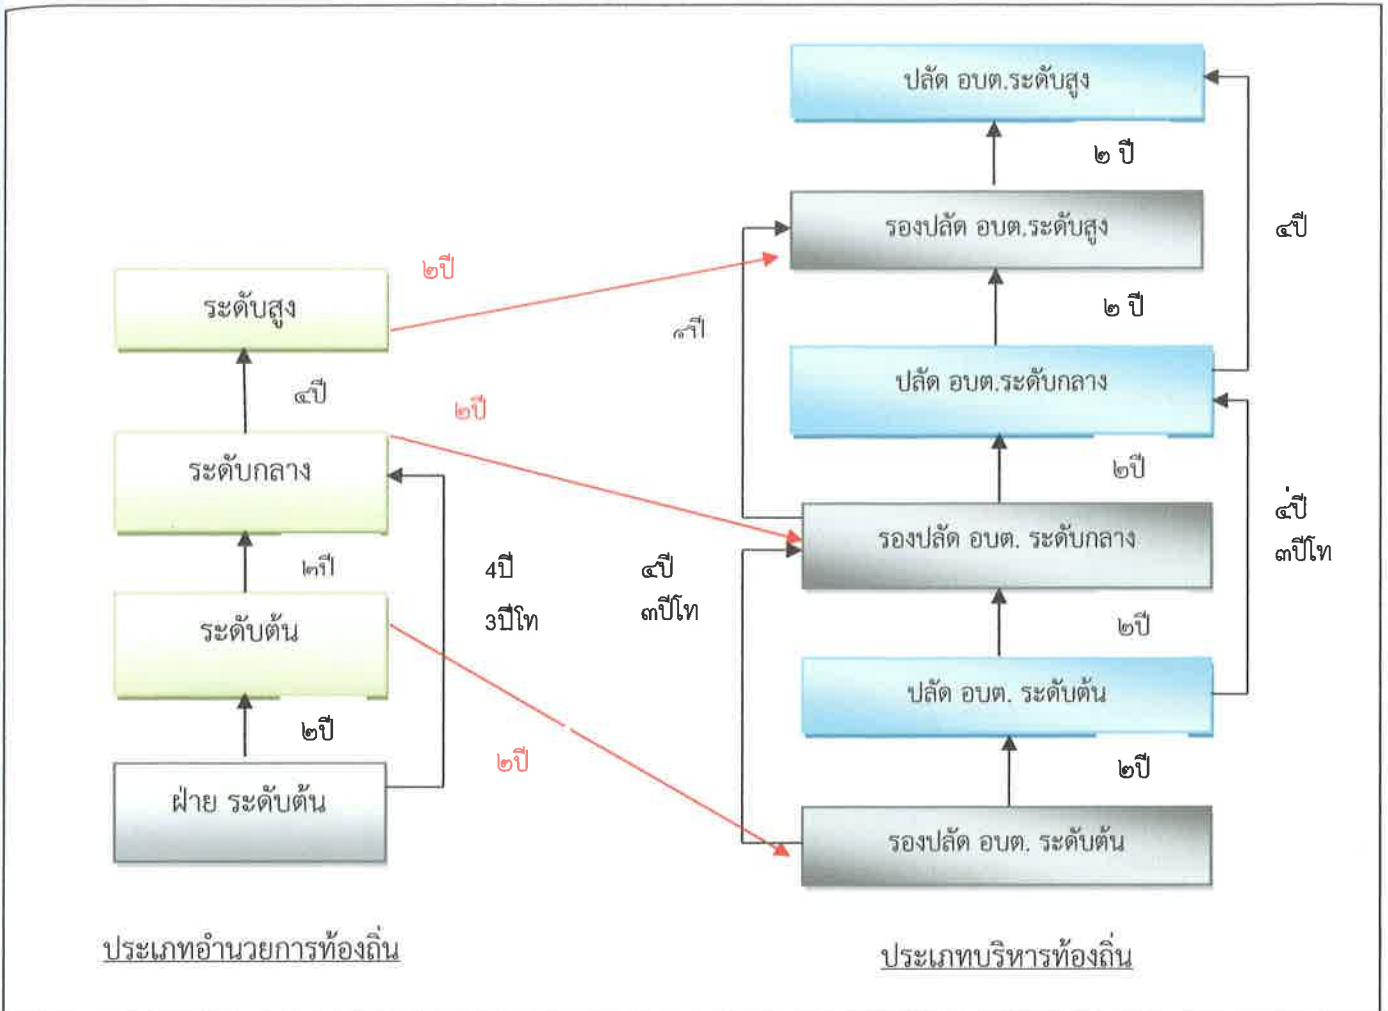 ปลัด อบต.ระดับสูง
๒ ปี
รองปลัด อบต.ระดับสูง
๔ปี
๒ปี
ระดับสูง
๒ ปี
๔ปี
ปลัด อบต.ระดับกลาง
๔ปี
๒ปี
ระดับกลาง
๒ปี
๔ปี
๓ปีโท
รองปลัด อบต. ระดับกลาง
๒ปี
4ปี
3ปีโท
๔ปี
๓ปีโท
ระดับต้น
๒ปี
ปลัด อบต. ระดับต้น
๒ปี
๒ปี
๒ปี
ฝ่าย ระดับต้น
รองปลัด อบต. ระดับต้น
ประเภทอำนวยการท้องถิ่น
ประเภทบริหารท้องถิ่น